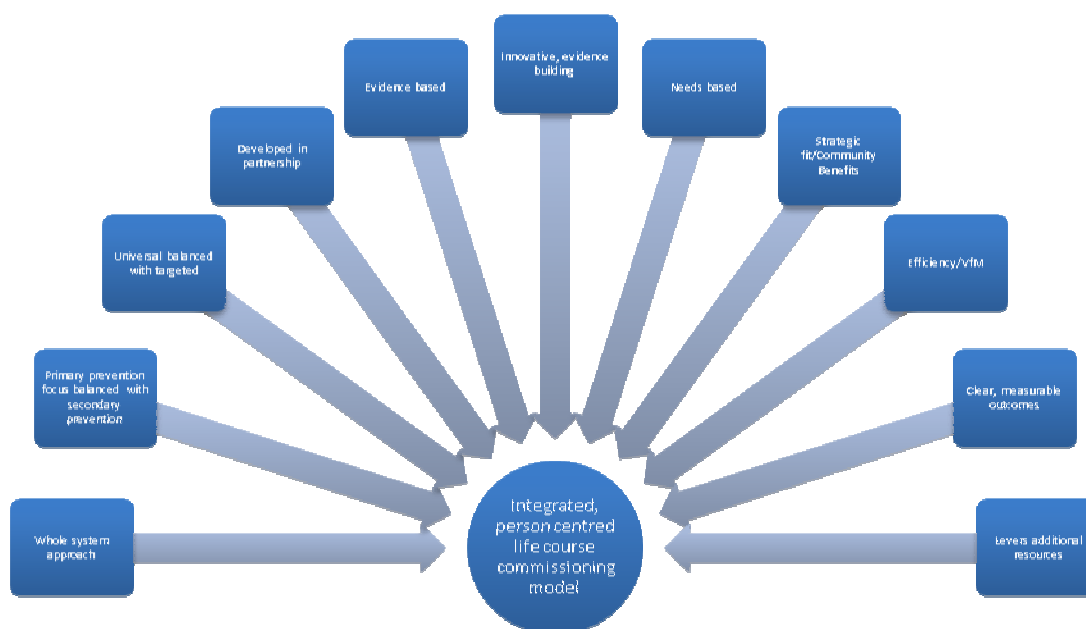 Innovative, evidence
building
Evidence based
Needs based
Developed in
partnership
Strategic
fit/Community
Benefits
Universal balanced
with targeted
Efficiency/VfM
Primary prevention
focus balanced with
secondary
prevention
Clear, measurable
outcomes
Whole system
approach
Integrated,
person centred
life course
commissioning
model
Levers additional
resources